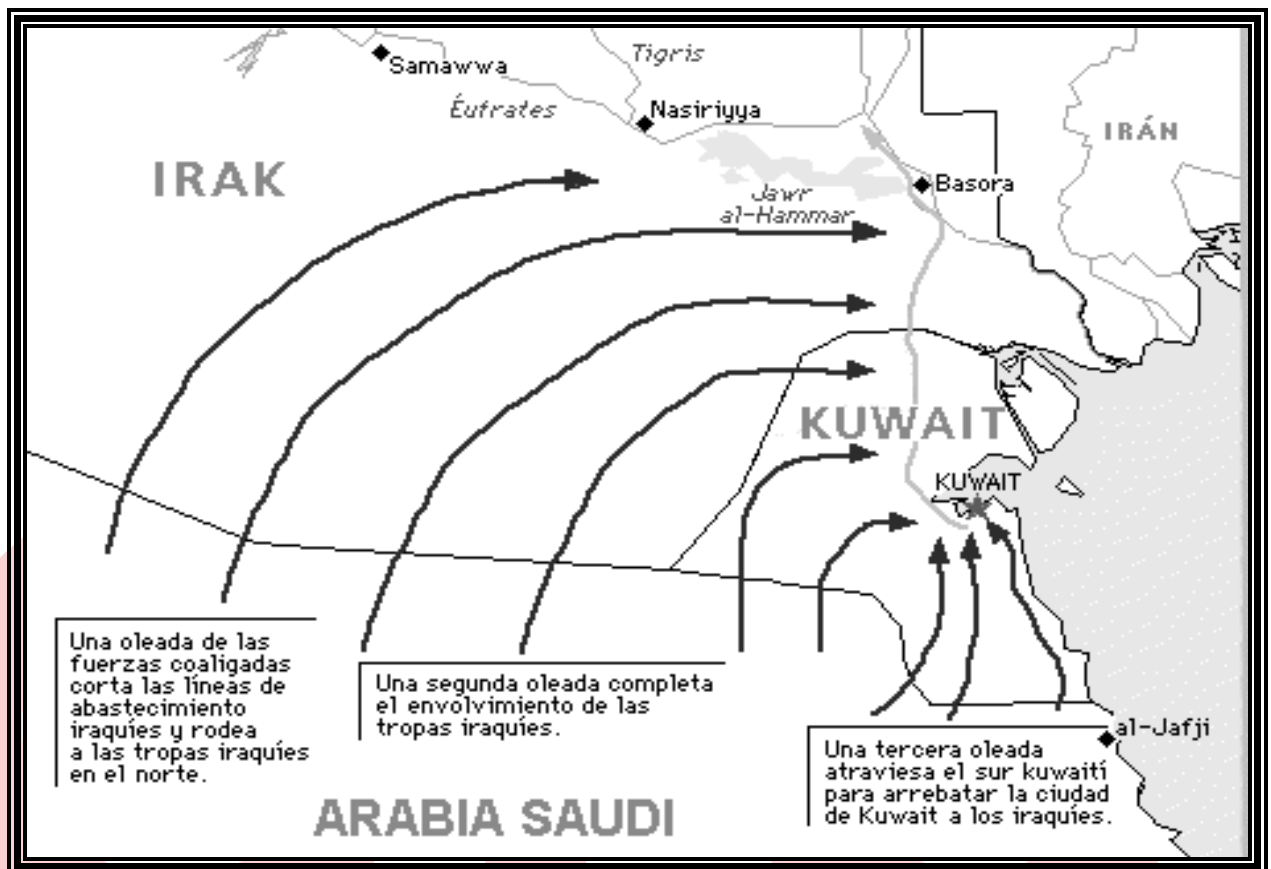 Tigris
Samawwa
Éufrates
Nasiriyya
IRÁN
IRAK
Basora
Jawr
al-Hammar
KUWAIT
KUWAIT
Una oleada de las
fuerzas coaligadas
corta las líneas de
abastecimiento
iraquíes y rodea
a las tropas iraquíes
en el norte.
Una segunda oleada completa
el envolvimiento de las
tropas iraquíes.
al-Jafji
Una tercera oleada
atraviesa el sur kuwaití
para arrebatar la ciudad
de Kuwait a los iraquíes.
ARABIA SAUDI